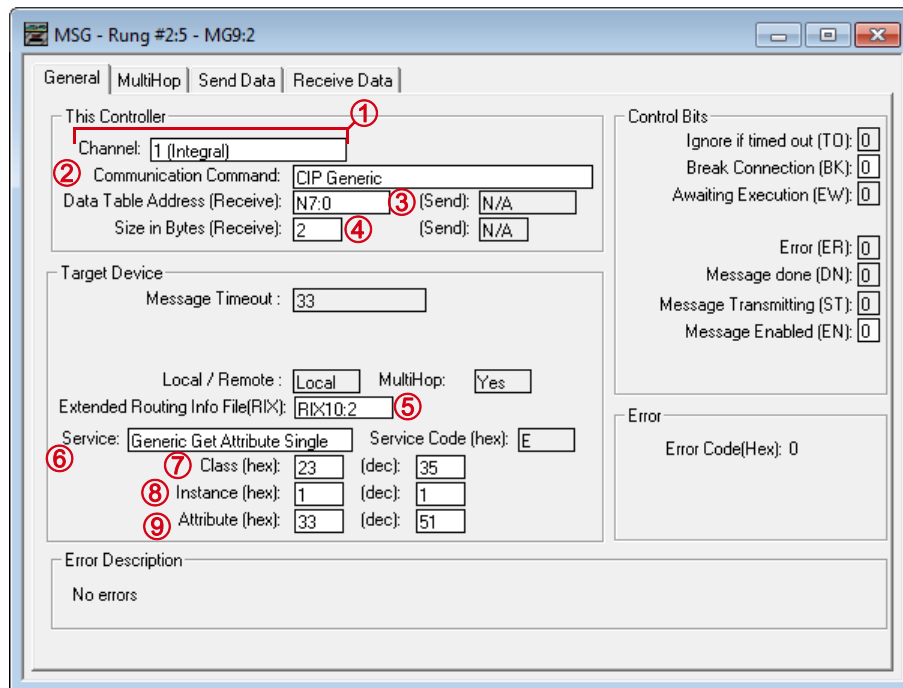 MSG - Rung #2:5 - MG9:2
General MultiHop Send Data Receive Data
This Controller
①
Channel: 1 (Integral)
② Communication Command: CIP Generic
Data Table Address (Receive): N7:0 ③ (Send): N/A
Size in Bytes (Receive): 2 ④ (Send): N/A
Target Device
Message Timeout : 33
Local / Remote : Local MultiHop: Yes
Extended Routing Info File(RIX): RIX10:2 ⑤
Service: Generic Get Attribute Single Service Code (hex): E
⑥
⑦ Class (hex): 23 (dec): 35
⑧ Instance (hex): 1 (dec): 1
⑨ Attribute (hex): 33 (dec): 51
Control Bits
Ignore if timed out (TO): 0
Break Connection (BK): 0
Awaiting Execution (EW): 0
Error (ER): 0
Message done (DN): 0
Message Transmitting (ST): 0
Message Enabled (EN): 0
Error
Error Code(Hex): 0
Error Description
No errors